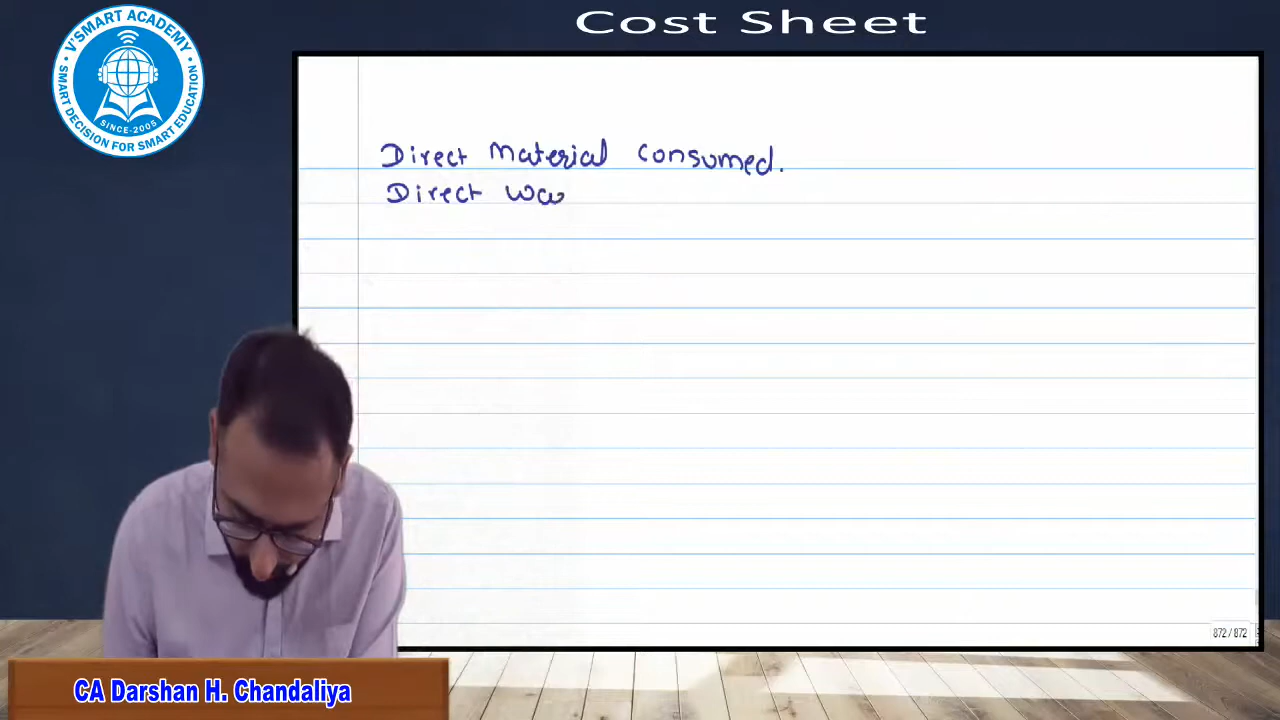 Cost Sheet
V'SMART ACADEMY
SINCE-2005
SMART DECISION FOR SMART EDUCATION
Direct Material Consumed.
Direct wa
872 / 872
CA Darshan H. Chandaliya